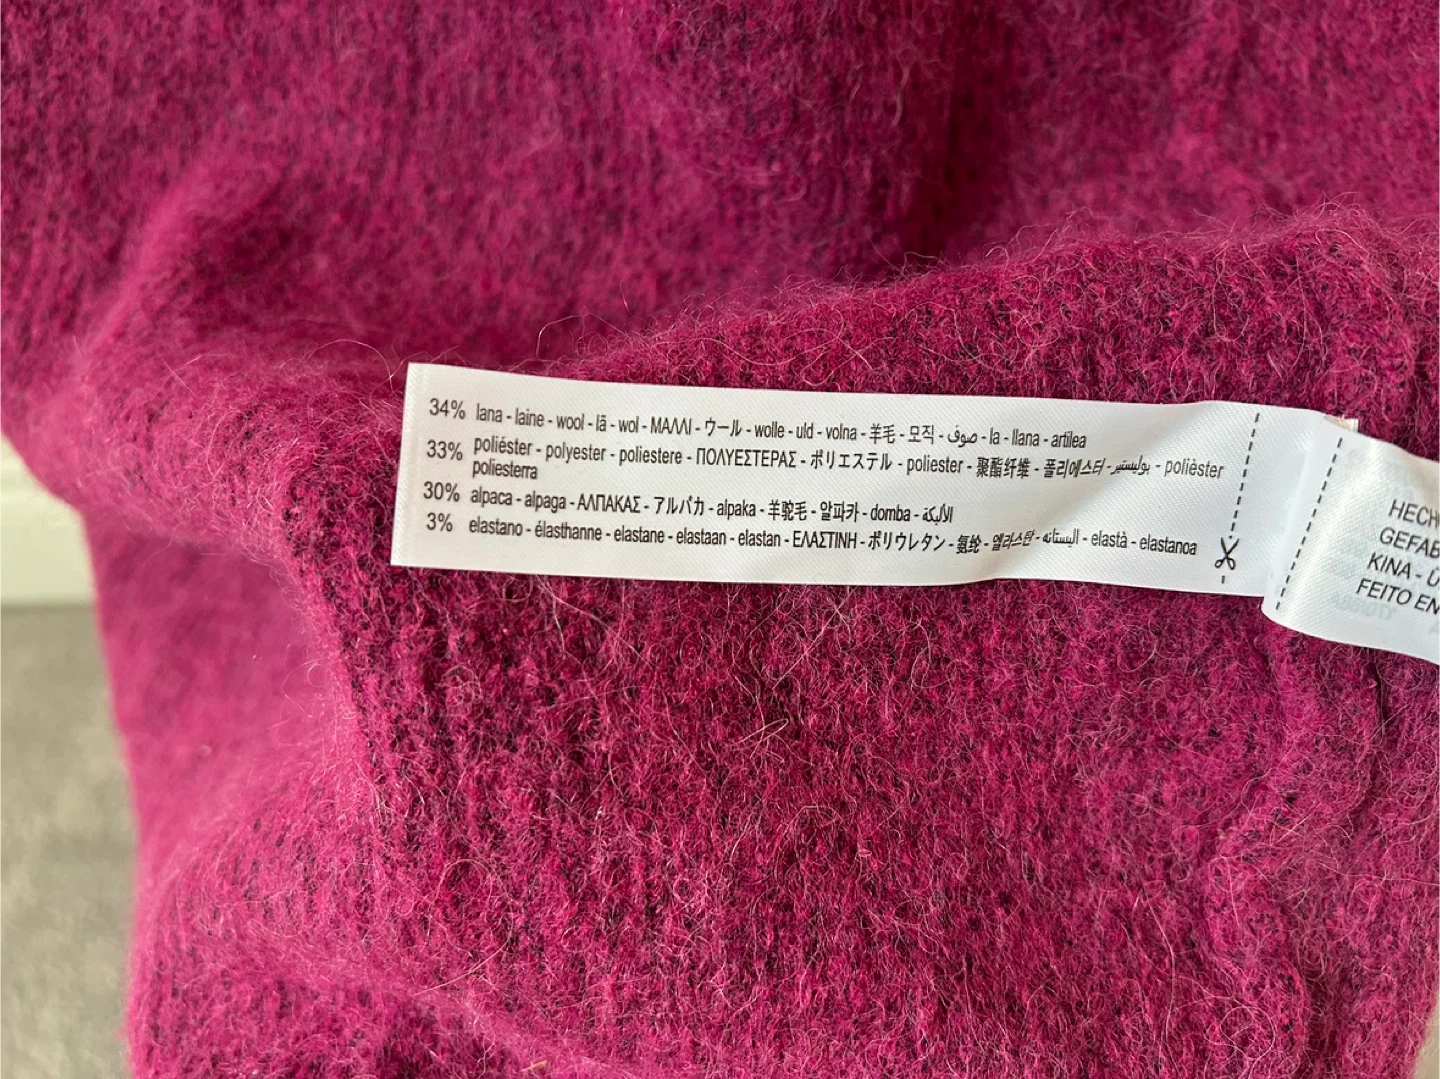 34% lana - laine - wool - lã - wol - ΜΑΛΛΙ - ウール - wolle - uld - volna - 羊毛 - 모직 - صوف - la - llana - artilea
33% poliéster - polyester - poliestere - ΠΟΛΥΕΣΤΕΡΑΣ - ポリエステル - poliester - 聚酯纤维 - 폴리에스터 - بوليستير - polièster
poliesterra
30% alpaca - alpaga - ΑΛΠΑΚΑΣ - アルパカ - alpaka - 羊驼毛 - 알파카 - domba - الألبكة
3% elastano - élasthanne - elastane - elastaan - elastan - ΕΛΑΣΤΙΝΗ - ポリウレタン - 氨纶 - 엘라스탄 - اليستانه - elastà - elastanoa
HECH
GEFAB
KINA - 
FEITO EN